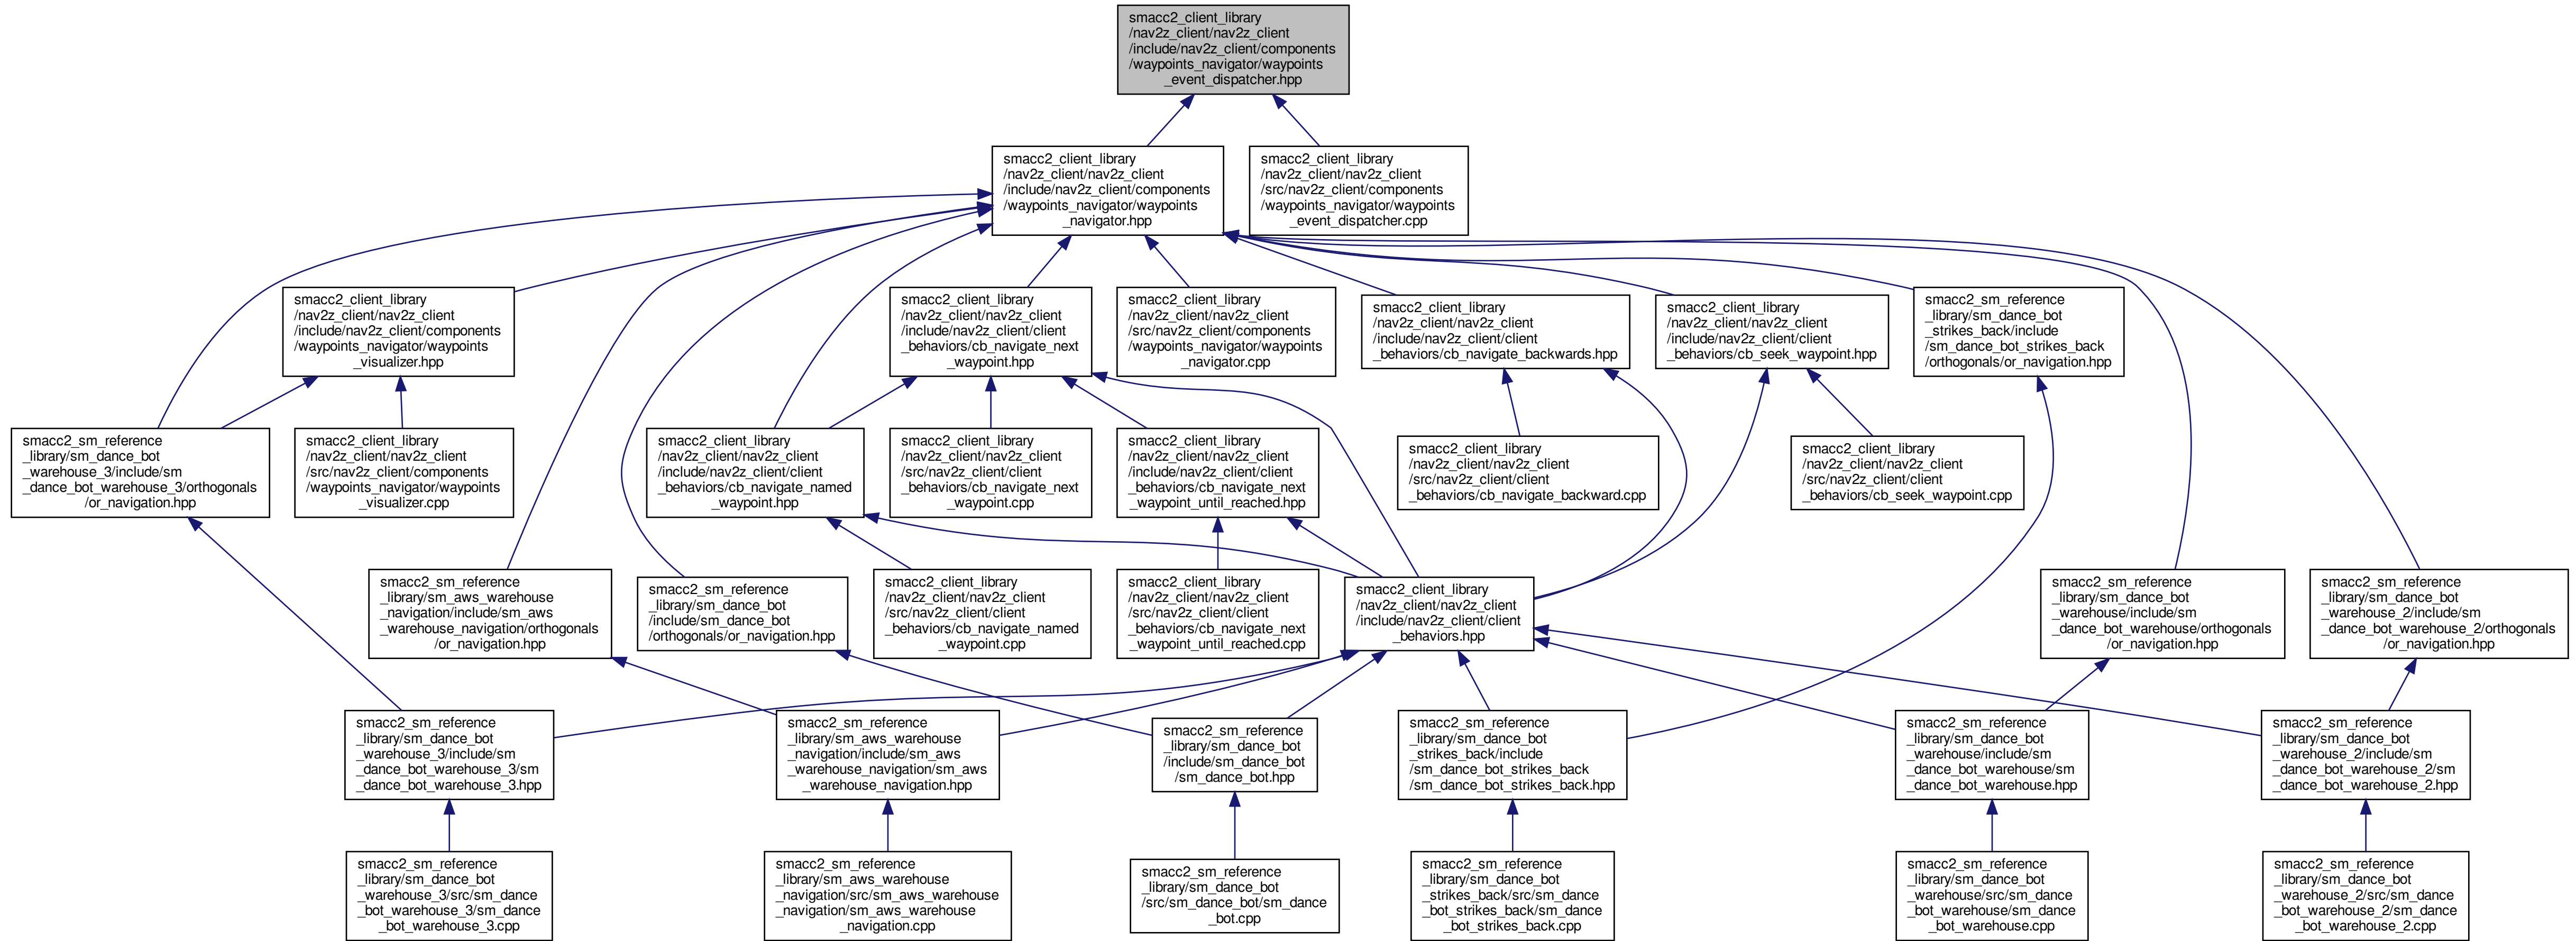 smacc2_client_library
/nav2z_client/nav2z_client
/include/nav2z_client/components
/waypoints_navigator/waypoints
_event_dispatcher.hpp
smacc2_client_library
/nav2z_client/nav2z_client
/include/nav2z_client/components
/waypoints_navigator/waypoints
_navigator.hpp
smacc2_client_library
/nav2z_client/nav2z_client
/src/nav2z_client/components
/waypoints_navigator/waypoints
_event_dispatcher.cpp
smacc2_client_library
/nav2z_client/nav2z_client
/include/nav2z_client/components
/waypoints_navigator/waypoints
_visualizer.hpp
smacc2_client_library
/nav2z_client/nav2z_client
/include/nav2z_client/client
_behaviors/cb_navigate_next
_waypoint.hpp
smacc2_client_library
/nav2z_client/nav2z_client
/src/nav2z_client/components
/waypoints_navigator/waypoints
_navigator.cpp
smacc2_client_library
/nav2z_client/nav2z_client
/include/nav2z_client/client
_behaviors/cb_navigate_backwards.hpp
smacc2_client_library
/nav2z_client/nav2z_client
/include/nav2z_client/client
_behaviors/cb_seek_waypoint.hpp
smacc2_sm_reference
_library/sm_dance_bot
_strikes_back/include
/sm_dance_bot_strikes_back
/orthogonals/or_navigation.hpp
smacc2_sm_reference
_library/sm_dance_bot
_warehouse_3/include/sm
_dance_bot_warehouse_3/orthogonals
/or_navigation.hpp
smacc2_client_library
/nav2z_client/nav2z_client
/src/nav2z_client/components
/waypoints_navigator/waypoints
_visualizer.cpp
smacc2_client_library
/nav2z_client/nav2z_client
/include/nav2z_client/client
_behaviors/cb_navigate_named
_waypoint.hpp
smacc2_client_library
/nav2z_client/nav2z_client
/src/nav2z_client/client
_behaviors/cb_navigate_next
_waypoint.cpp
smacc2_client_library
/nav2z_client/nav2z_client
/include/nav2z_client/client
_behaviors/cb_navigate_next
_waypoint_until_reached.hpp
smacc2_client_library
/nav2z_client/nav2z_client
/src/nav2z_client/client
_behaviors/cb_navigate_backward.cpp
smacc2_client_library
/nav2z_client/nav2z_client
/src/nav2z_client/client
_behaviors/cb_seek_waypoint.cpp
smacc2_sm_reference
_library/sm_aws_warehouse
_navigation/include/sm_aws
_warehouse_navigation/orthogonals
/or_navigation.hpp
smacc2_sm_reference
_library/sm_dance_bot
/include/sm_dance_bot
/orthogonals/or_navigation.hpp
smacc2_client_library
/nav2z_client/nav2z_client
/src/nav2z_client/client
_behaviors/cb_navigate_named
_waypoint.cpp
smacc2_client_library
/nav2z_client/nav2z_client
/src/nav2z_client/client
_behaviors/cb_navigate_next
_waypoint_until_reached.cpp
smacc2_client_library
/nav2z_client/nav2z_client
/include/nav2z_client/client
_behaviors.hpp
smacc2_sm_reference
_library/sm_dance_bot
_warehouse/include/sm
_dance_bot_warehouse/orthogonals
/or_navigation.hpp
smacc2_sm_reference
_library/sm_dance_bot
_warehouse_2/include/sm
_dance_bot_warehouse_2/orthogonals
/or_navigation.hpp
smacc2_sm_reference
_library/sm_dance_bot
_warehouse_3/include/sm
_dance_bot_warehouse_3/sm
_dance_bot_warehouse_3.hpp
smacc2_sm_reference
_library/sm_aws_warehouse
_navigation/include/sm_aws
_warehouse_navigation/sm_aws
_warehouse_navigation.hpp
smacc2_sm_reference
_library/sm_dance_bot
/include/sm_dance_bot
/sm_dance_bot.hpp
smacc2_sm_reference
_library/sm_dance_bot
_strikes_back/include
/sm_dance_bot_strikes_back
/sm_dance_bot_strikes_back.hpp
smacc2_sm_reference
_library/sm_dance_bot
_warehouse/include/sm
_dance_bot_warehouse/sm
_dance_bot_warehouse.hpp
smacc2_sm_reference
_library/sm_dance_bot
_warehouse_2/include/sm
_dance_bot_warehouse_2/sm
_dance_bot_warehouse_2.hpp
smacc2_sm_reference
_library/sm_dance_bot
_warehouse_3/src/sm_dance
_bot_warehouse_3/sm_dance
_bot_warehouse_3.cpp
smacc2_sm_reference
_library/sm_aws_warehouse
_navigation/src/sm_aws_warehouse
_navigation/sm_aws_warehouse
_navigation.cpp
smacc2_sm_reference
_library/sm_dance_bot
/src/sm_dance_bot/sm_dance
_bot.cpp
smacc2_sm_reference
_library/sm_dance_bot
_strikes_back/src/sm_dance
_bot_strikes_back/sm_dance
_bot_strikes_back.cpp
smacc2_sm_reference
_library/sm_dance_bot
_warehouse/src/sm_dance
_bot_warehouse/sm_dance
_bot_warehouse.cpp
smacc2_sm_reference
_library/sm_dance_bot
_warehouse_2/src/sm_dance
_bot_warehouse_2/sm_dance
_bot_warehouse_2.cpp